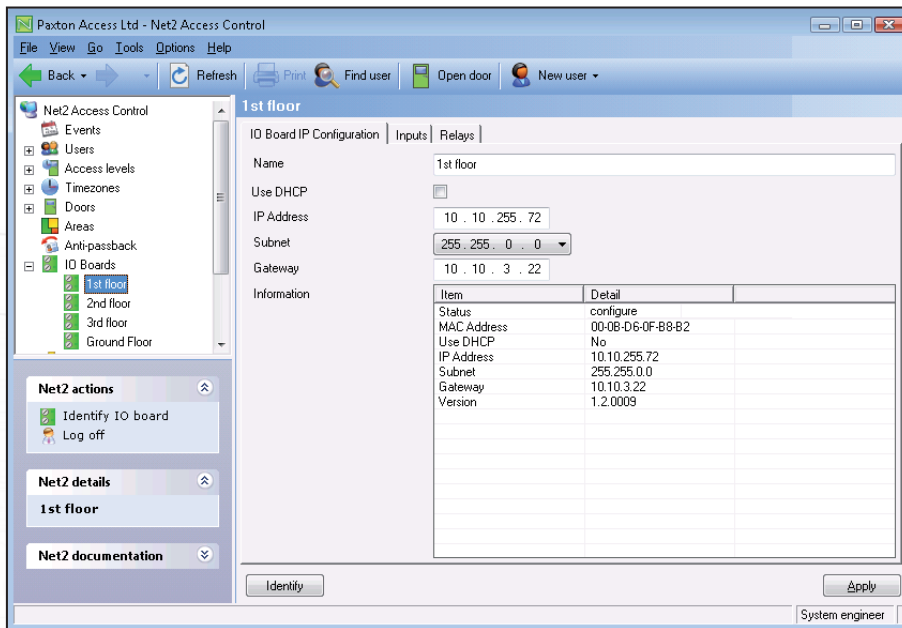 Paxton Access Ltd - Net2 Access Control
File View Go Tools Options Help
Back Refresh Print Find user Open door New user
Net2 Access Control
Events
Users
Access levels
Timezones
Doors
Areas
Anti-passback
IO Boards
1st floor
2nd floor
3rd floor
Ground Floor
Net2 actions
Identify IO board
Log off
Net2 details
1st floor
Net2 documentation
1st floor
IO Board IP Configuration Inputs Relays
Name 1st floor
Use DHCP
IP Address 10 . 10 . 255 . 72
Subnet 255 . 255 . 0 . 0
Gateway 10 . 10 . 3 . 22
Information
Item Detail
Status configure
MAC Address 00-0B-D6-0F-B8-B2
Use DHCP No
IP Address 10.10.255.72
Subnet 255.255.0.0
Gateway 10.10.3.22
Version 1.2.0009
Identify Apply
System engineer